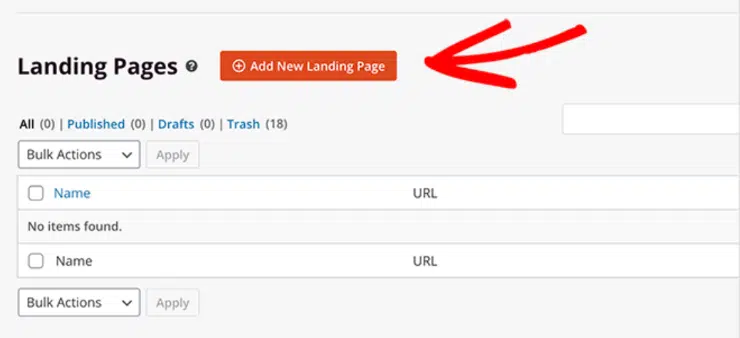 Landing Pages Add New Landing Page
All (0) | Published (0) | Drafts (0) | Trash (18)
Bulk Actions Apply
Name URL
No items found.
Name URL
Bulk Actions Apply